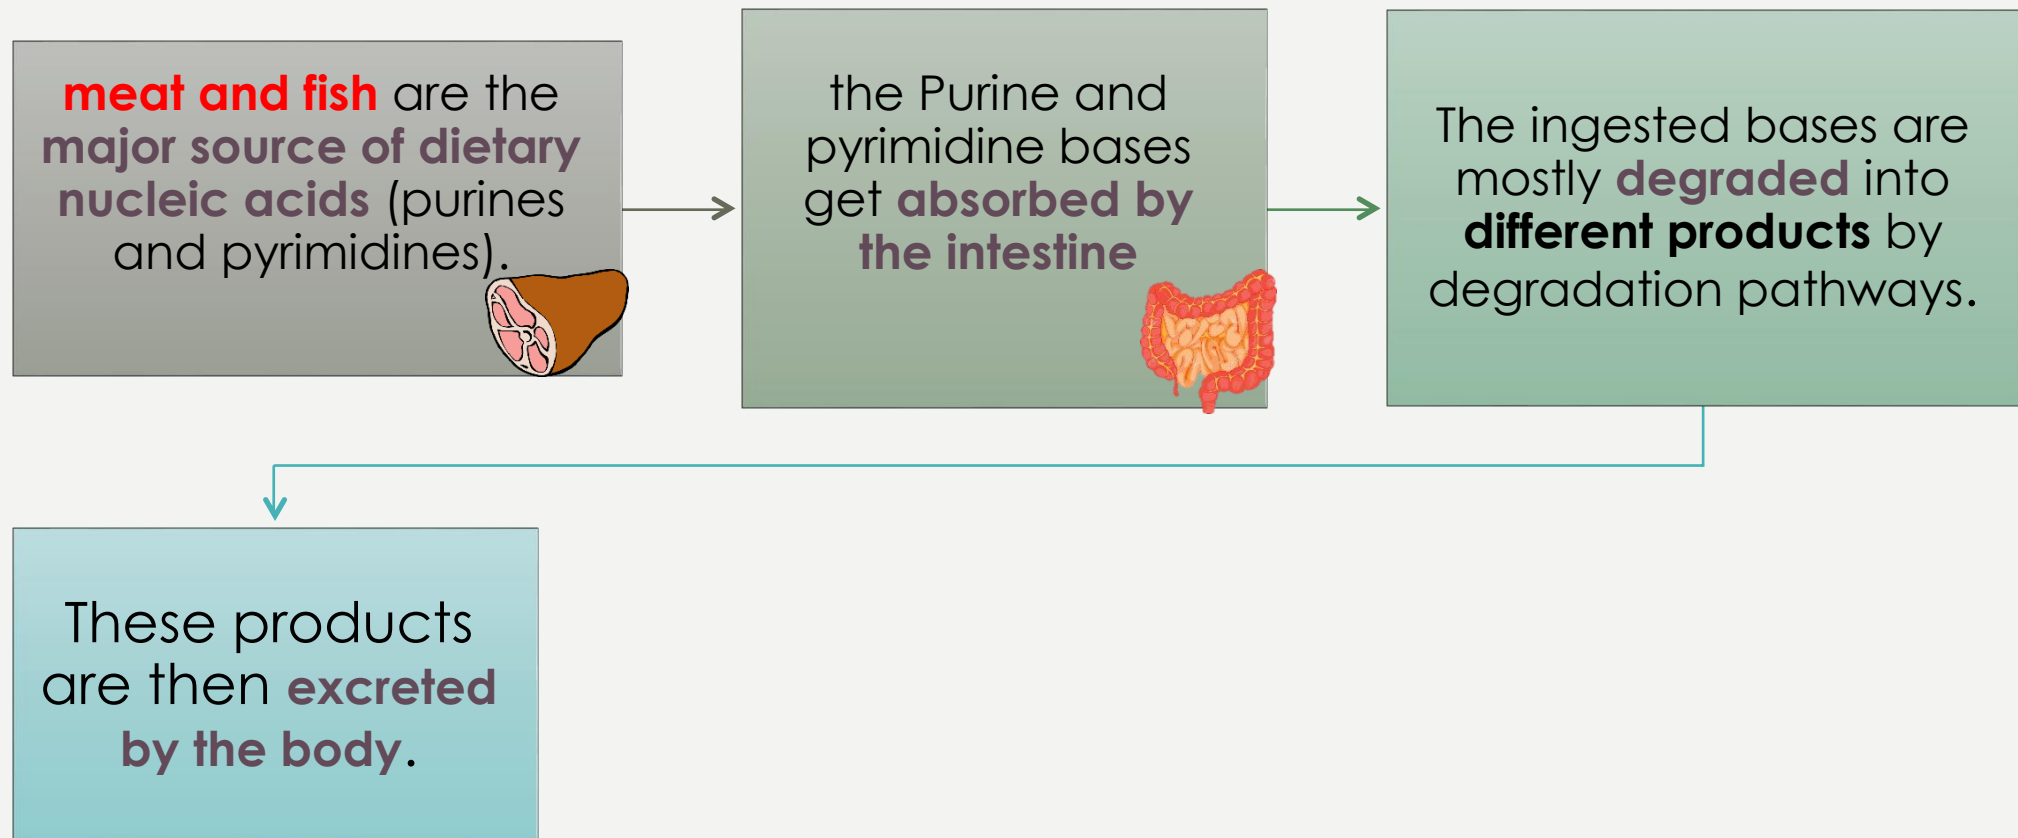 meat and fish are the
major source of dietary
nucleic acids (purines
and pyrimidines).
the Purine and
pyrimidine bases
get absorbed by
the intestine
The ingested bases are
mostly degraded into
different products by
degradation pathways.
These products
are then excreted
by the body.